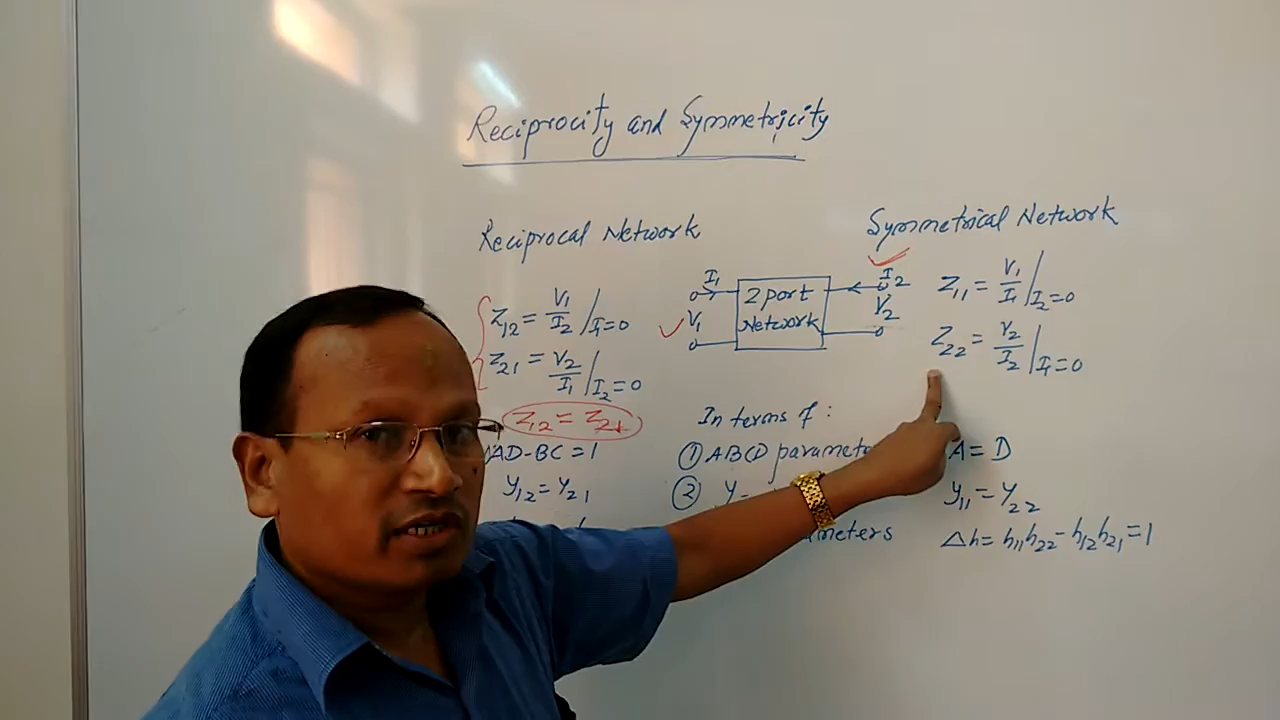 Reciprocity and Symmetricity
Reciprocal Network
Z12 = V1/I2 | I1=0
Z21 = V2/I1 | I2=0
Z12 = Z21
AD-BC = 1
Y12 = Y21
I1
V1
2 port
Network
I2
V2
In terms of :
① ABCD paramete
② Y-
ameters
Symmetrical Network
Z11 = V1/I1 | I2=0
Z22 = V2/I2 | I1=0
A = D
Y11 = Y22
Δh = h11h22 - h12h21 = 1